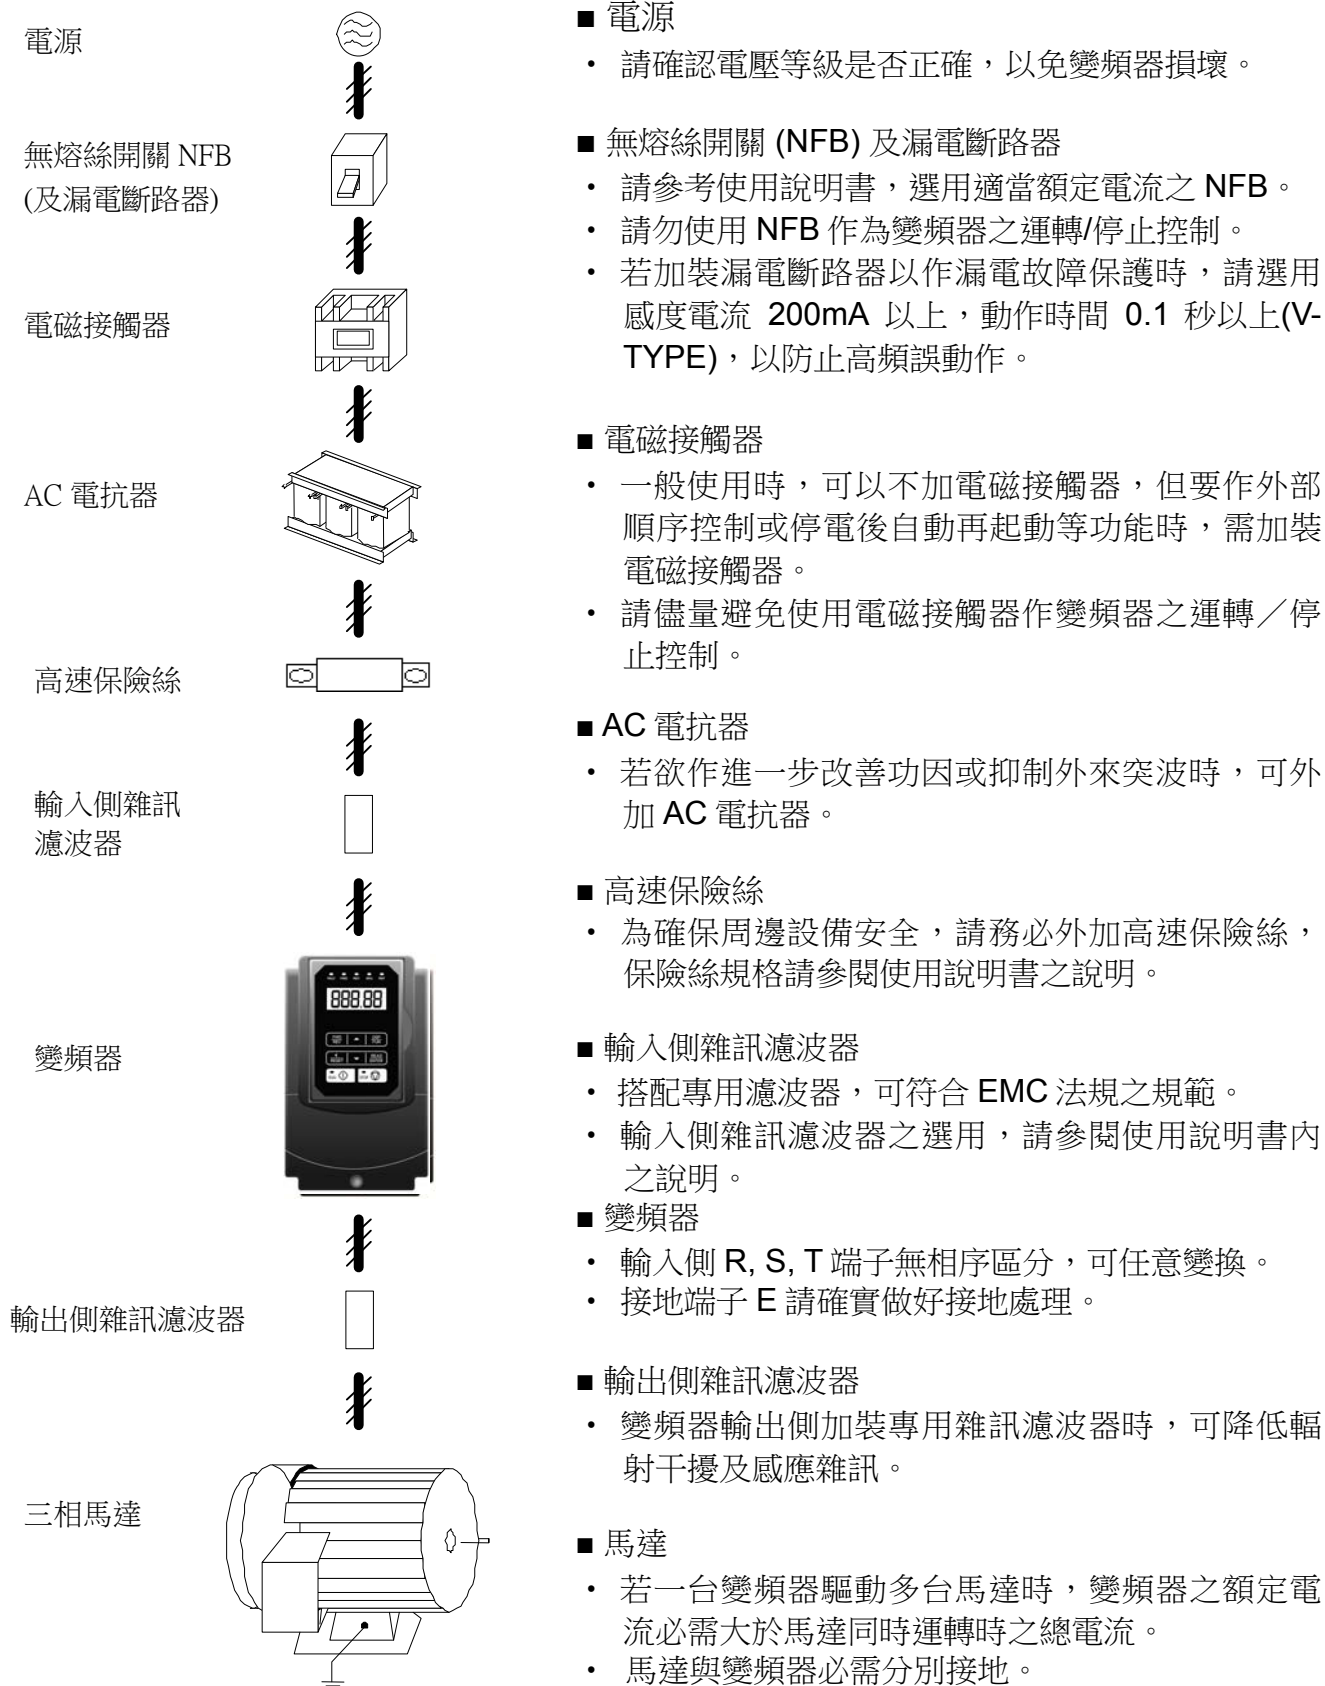 電源
無熔絲開關 NFB
(及漏電斷路器)
電磁接觸器
AC 電抗器
高速保險絲
輸入側雜訊
濾波器
變頻器
輸出側雜訊濾波器
三相馬達
■ 電源
・ 請確認電壓等級是否正確，以免變頻器損壞。
■ 無熔絲開關 (NFB) 及漏電斷路器
・ 請參考使用說明書，選用適當額定電流之 NFB。
・ 請勿使用 NFB 作為變頻器之運轉/停止控制。
・ 若加裝漏電斷路器以作漏電故障保護時，請選用
感度電流 200mA 以上，動作時間 0.1 秒以上(V-
TYPE)，以防止高頻誤動作。
■ 電磁接觸器
・ 一般使用時，可以不加電磁接觸器，但要作外部
順序控制或停電後自動再起動等功能時，需加裝
電磁接觸器。
・ 請儘量避免使用電磁接觸器作變頻器之運轉／停
止控制。
■ AC 電抗器
・ 若欲作進一步改善功因或抑制外來突波時，可外
加 AC 電抗器。
■ 高速保險絲
・ 為確保周邊設備安全，請務必外加高速保險絲，
保險絲規格請參閱使用說明書之說明。
■ 輸入側雜訊濾波器
・ 搭配專用濾波器，可符合 EMC 法規之規範。
・ 輸入側雜訊濾波器之選用，請參閱使用說明書內
之說明。
■ 變頻器
・ 輸入側 R, S, T 端子無相序區分，可任意變換。
・ 接地端子 E 請確實做好接地處理。
■ 輸出側雜訊濾波器
・ 變頻器輸出側加裝專用雜訊濾波器時，可降低輻
射干擾及感應雜訊。
■ 馬達
・ 若一台變頻器驅動多台馬達時，變頻器之額定電
流必需大於馬達同時運轉時之總電流。
・ 馬達與變頻器必需分別接地。
888.88